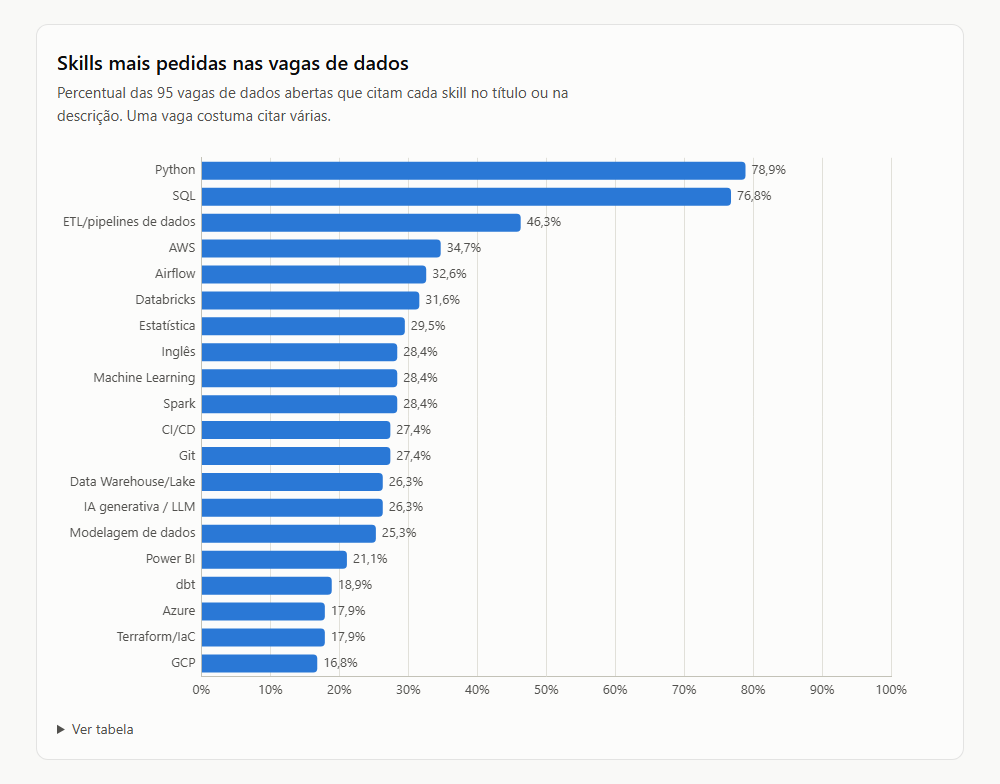 Skills mais pedidas nas vagas de dados
Percentual das 95 vagas de dados abertas que citam cada skill no título ou na
descrição. Uma vaga costuma citar várias.
Python 78,9%
SQL 76,8%
ETL/pipelines de dados 46,3%
AWS 34,7%
Airflow 32,6%
Databricks 31,6%
Estatística 29,5%
Inglês 28,4%
Machine Learning 28,4%
Spark 28,4%
CI/CD 27,4%
Git 27,4%
Data Warehouse/Lake 26,3%
IA generativa / LLM 26,3%
Modelagem de dados 25,3%
Power BI 21,1%
dbt 18,9%
Azure 17,9%
Terraform/IaC 17,9%
GCP 16,8%
0% 10% 20% 30% 40% 50% 60% 70% 80% 90% 100%
Ver tabela